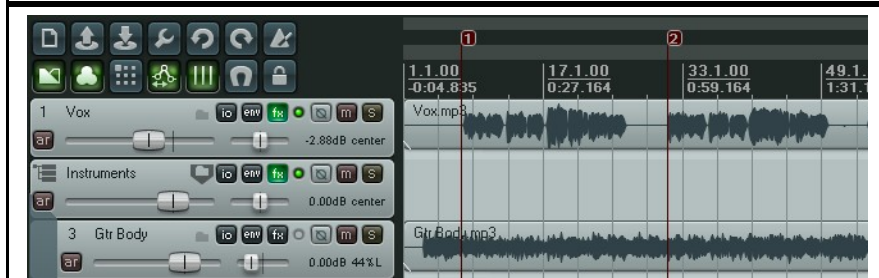 1 2
1.1.00 17.1.00 33.1.00 49.1.
-0:04.835 0:27.164 0:59.164 1:31.1
1 Vox io env fx m s
ar -2.88dB center
Vox.mp3
Instruments io env fx m s
ar 0.00dB center
3 Gtr Body io env fx m s
ar 0.00dB 44%L
Gtr Body.mp3